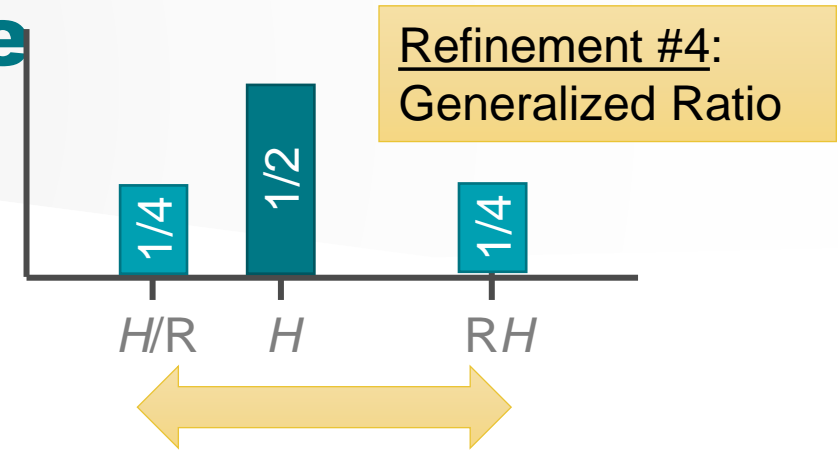 e
Refinement #4:
Generalized Ratio
1/4
1/2
1/4
H/R
H
RH